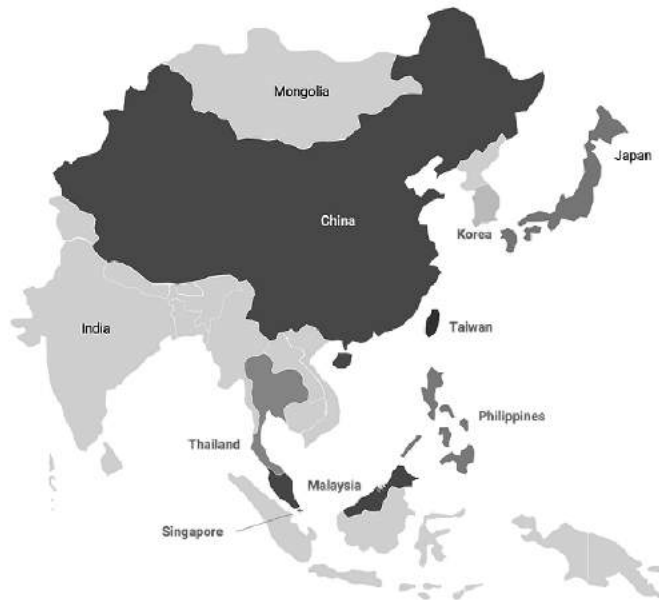 Mongolia
Japan
China
Korea
India
Taiwan
Philippines
Thailand
Malaysia
Singapore